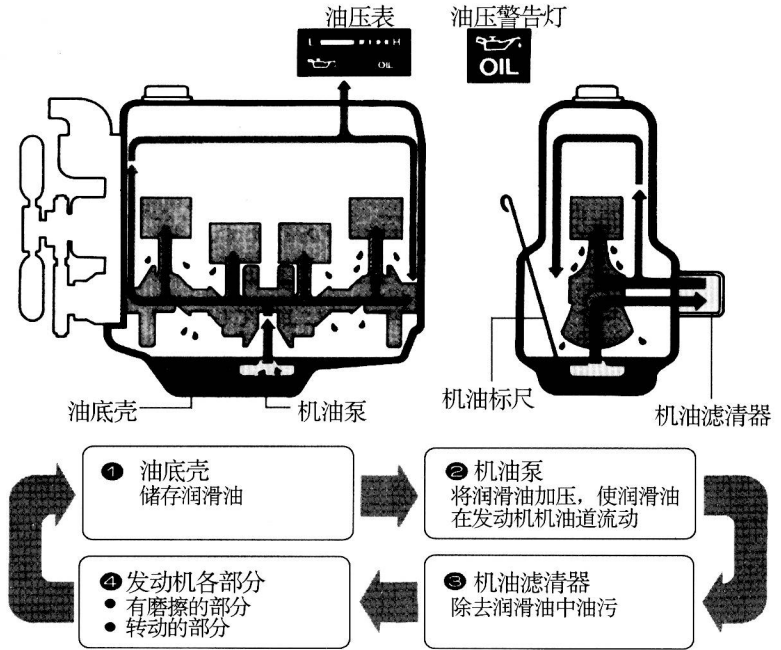 油压表
油压警告灯
L H
OIL
OIL
油底壳
机油泵
机油标尺
机油滤清器
❶ 油底壳
储存润滑油
❷ 机油泵
将润滑油加压，使润滑油
在发动机机油道流动
❸ 机油滤清器
除去润滑油中油污
❹ 发动机各部分
● 有磨擦的部分
● 转动的部分